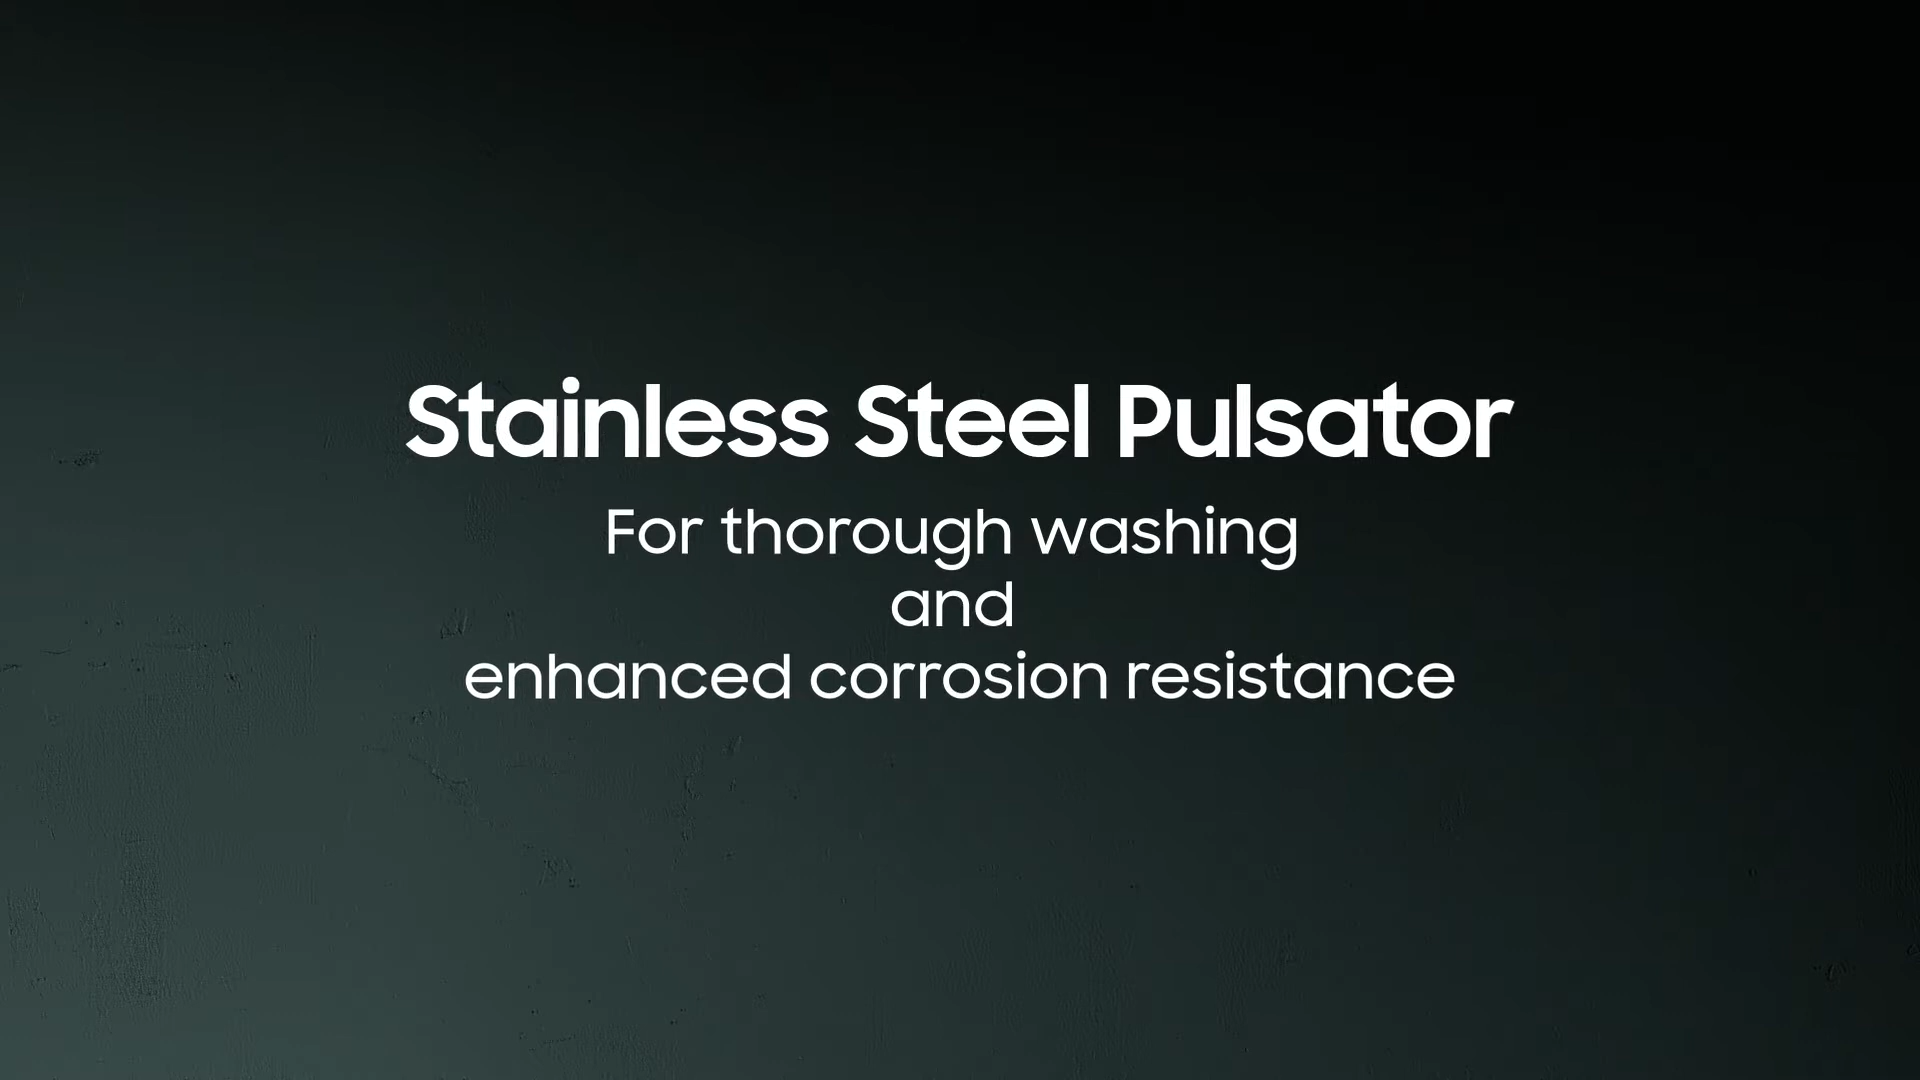 Stainless Steel Pulsator
For thorough washing
and
enhanced corrosion resistance